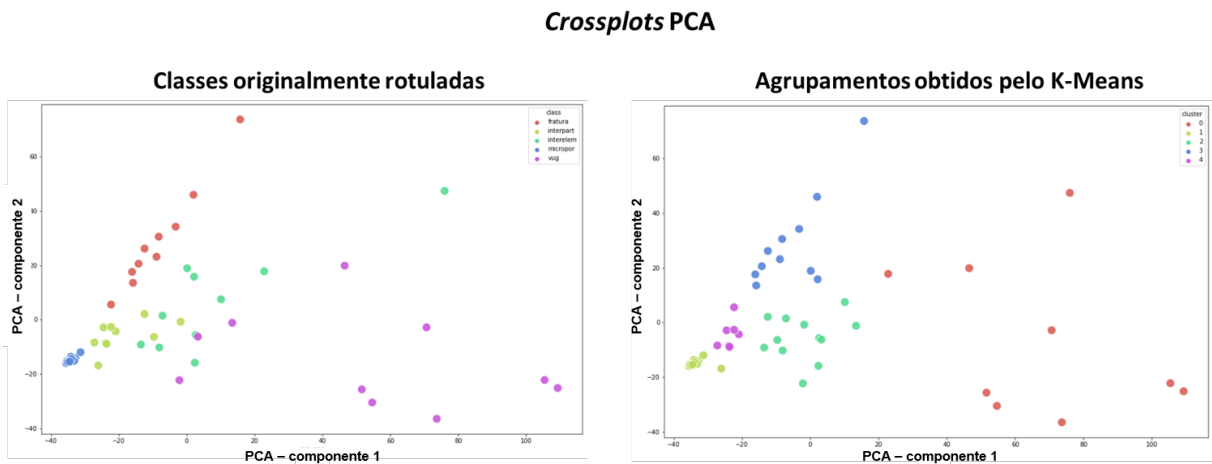 Crossplots PCA
Classes originalmente rotuladas
class
fratura
interpart
interelem
micropor
vug
60
40
20
0
−20
−40
−40
−20
0
20
40
60
80
100
PCA – componente 2
PCA – componente 1
Agrupamentos obtidos pelo K-Means
cluster
0
1
2
3
4
60
40
20
0
−20
−40
−40
−20
0
20
40
60
80
100
PCA – componente 2
PCA – componente 1